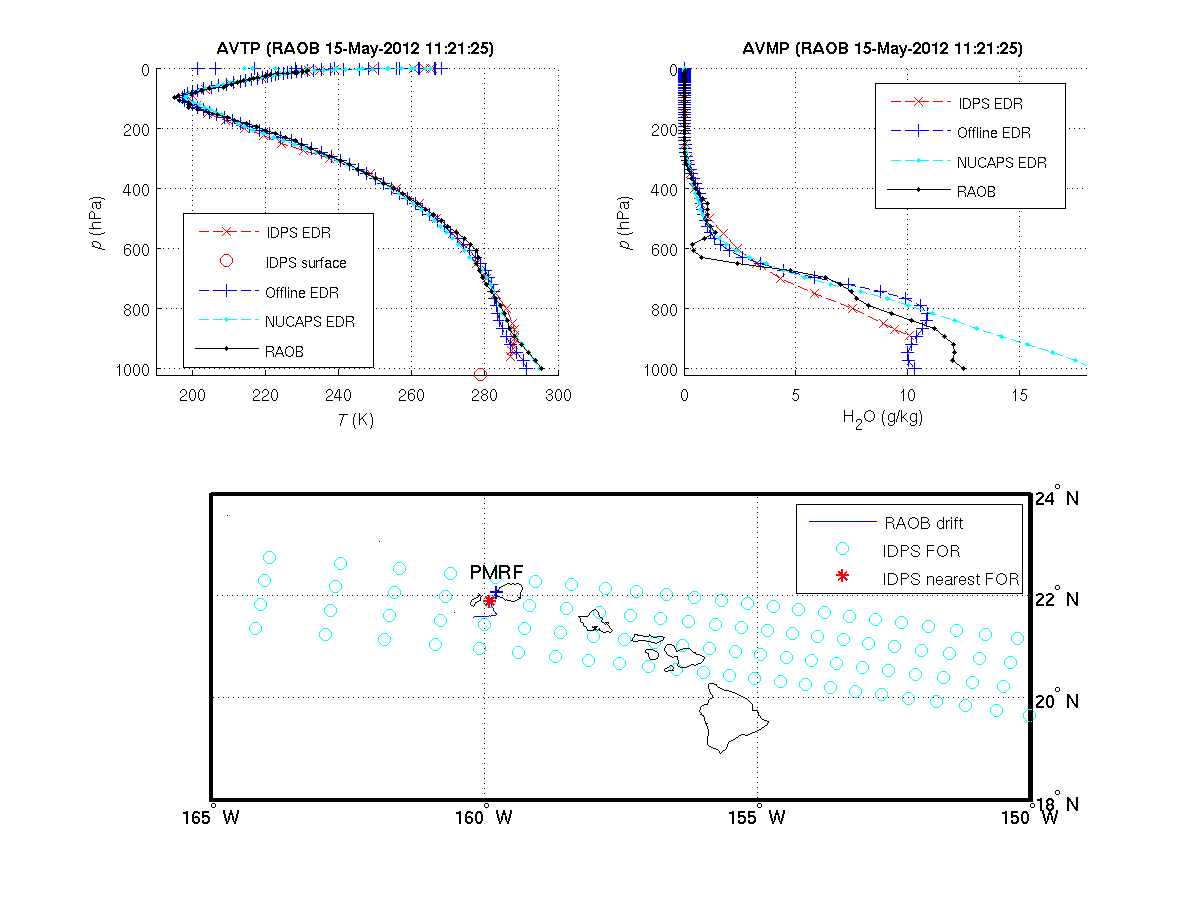 AVTP (RAOB 15-May-2012 11:21:25)
0
200
400
600
800
1000
p (hPa)
200 220 240 260 280 300
T (K)
IDPS EDR
IDPS surface
Offline EDR
NUCAPS EDR
RAOB
AVMP (RAOB 15-May-2012 11:21:25)
0
200
400
600
800
1000
p (hPa)
0 5 10 15
H2O (g/kg)
IDPS EDR
Offline EDR
NUCAPS EDR
RAOB
RAOB drift
IDPS FOR
IDPS nearest FOR
PMRF
24° N
22° N
20° N
18° N
165° W 160° W 155° W 150° W